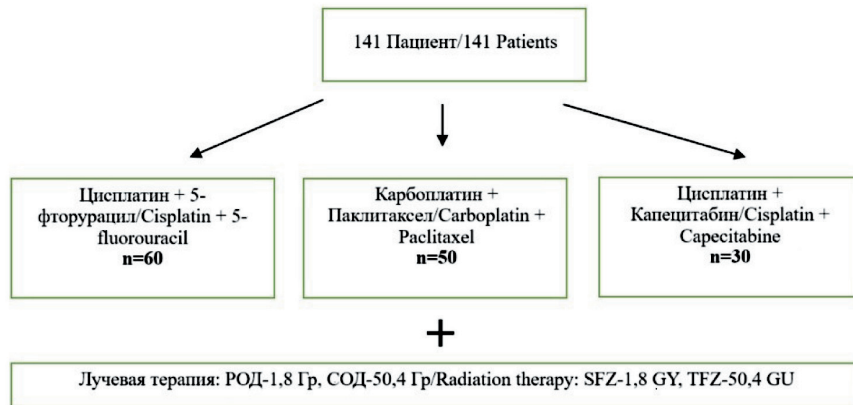 141 Пациент/141 Patients
Цисплатин + 5-
фторурацил/Cisplatin + 5-
fluorouracil
n=60
Карбоплатин +
Паклитаксел/Carboplatin +
Paclitaxel
n=50
Цисплатин +
Капецитабин/Cisplatin +
Capecitabine
n=30
+
Лучевая терапия: РОД-1,8 Гр, СОД-50,4 Гр/Radiation therapy: SFZ-1,8 GY, TFZ-50,4 GU